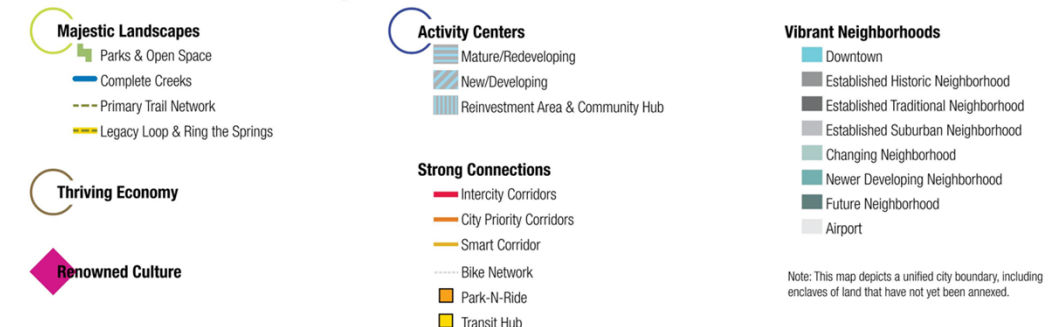 Majestic Landscapes
Parks & Open Space
Complete Creeks
Primary Trail Network
Legacy Loop & Ring the Springs
Thriving Economy
Renowned Culture
Activity Centers
Mature/Redeveloping
New/Developing
Reinvestment Area & Community Hub
Strong Connections
Intercity Corridors
City Priority Corridors
Smart Corridor
Bike Network
Park-N-Ride
Transit Hub
Vibrant Neighborhoods
Downtown
Established Historic Neighborhood
Established Traditional Neighborhood
Established Suburban Neighborhood
Changing Neighborhood
Newer Developing Neighborhood
Future Neighborhood
Airport
Note: This map depicts a unified city boundary, including
enclaves of land that have not yet been annexed.